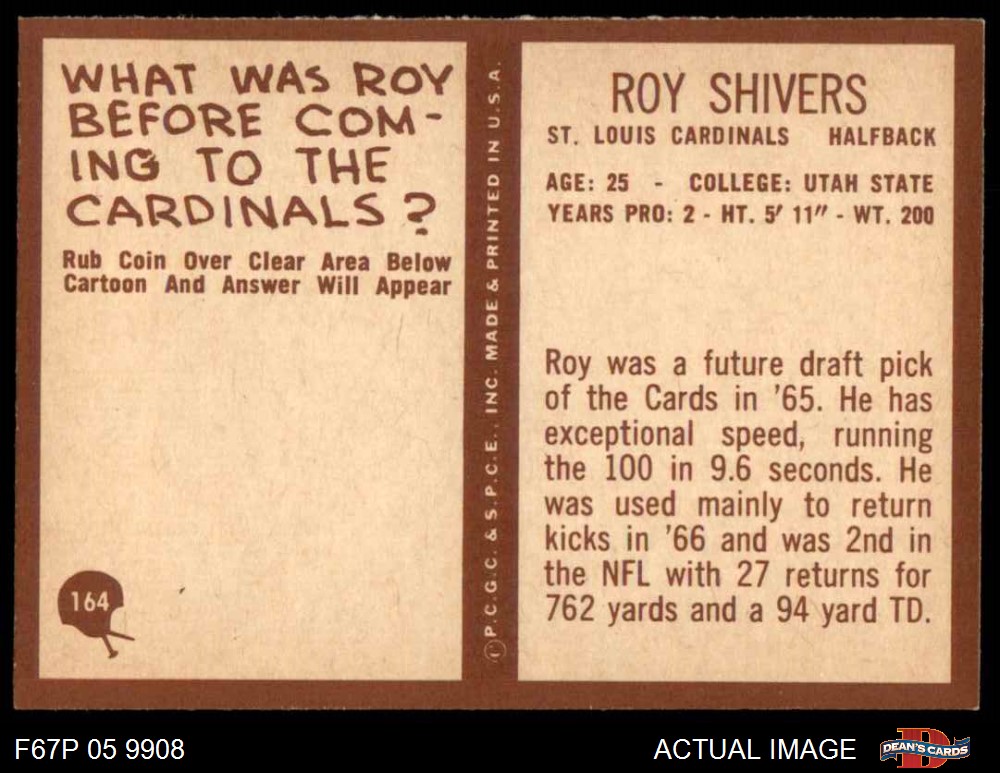 WHAT WAS ROY
BEFORE COM-
ING TO THE
CARDINALS?
Rub Coin Over Clear Area Below
Cartoon And Answer Will Appear
164
©P.C.G.C. & S.P.C.E., INC. MADE & PRINTED IN U.S.A.
ROY SHIVERS
ST. LOUIS CARDINALS HALFBACK
AGE: 25 - COLLEGE: UTAH STATE
YEARS PRO: 2 - HT. 5' 11" - WT. 200
Roy was a future draft pick
of the Cards in '65. He has
exceptional speed, running
the 100 in 9.6 seconds. He
was used mainly to return
kicks in '66 and was 2nd in
the NFL with 27 returns for
762 yards and a 94 yard TD.
F67P 05 9908
ACTUAL IMAGE
DEAN'S CARDS